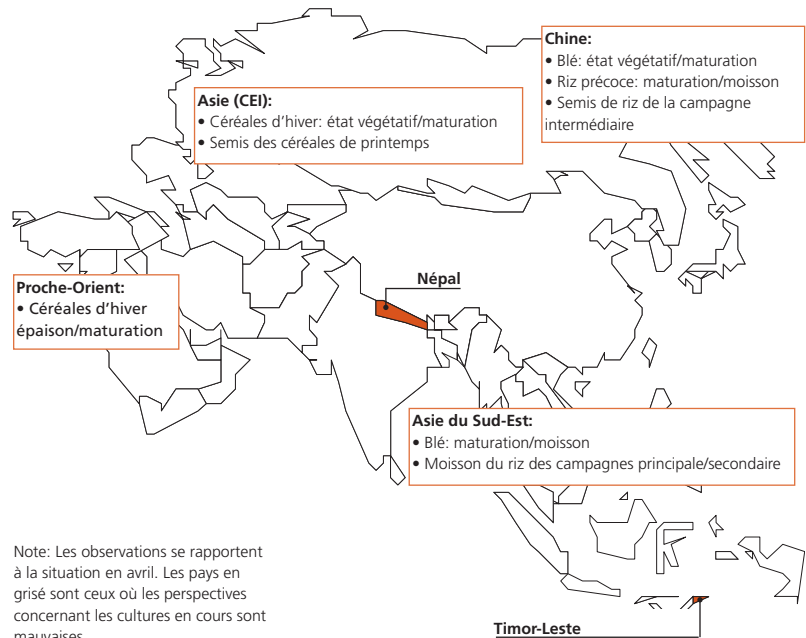 Chine:
• Blé: état végétatif/maturation
• Riz précoce: maturation/moisson
• Semis de riz de la campagne
intermédiaire
Asie (CEI):
• Céréales d'hiver: état végétatif/maturation
• Semis des céréales de printemps
Proche-Orient:
• Céréales d'hiver
épaison/maturation
Népal
Asie du Sud-Est:
• Blé: maturation/moisson
• Moisson du riz des campagnes principale/secondaire
Note: Les observations se rapportent
à la situation en avril. Les pays en
grisé sont ceux où les perspectives
concernant les cultures en cours sont
mauvaises
Timor-Leste